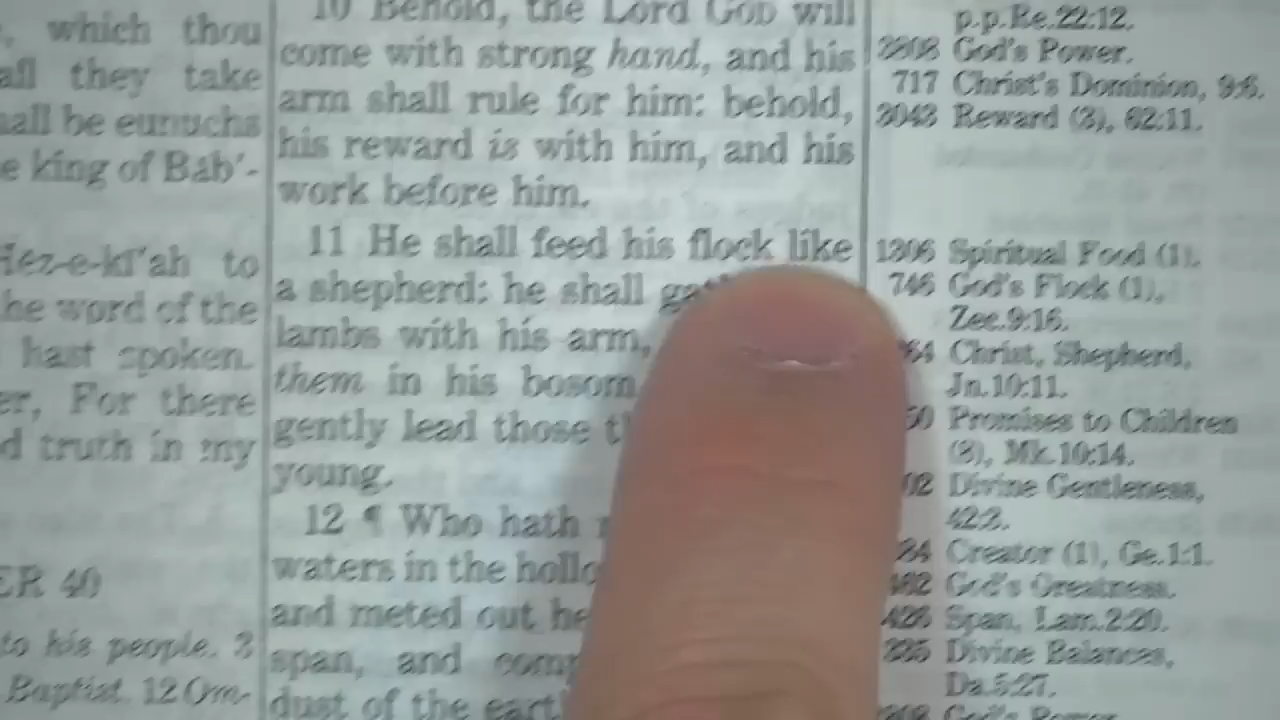 , which thou
all they take
hall be eunuchs
e king of Bab'-
Hez-e-ki'ah to
he word of the
hast spoken.
er, For there
d truth in my
ER 40
to his people. 3
Baptist. 12 Om-
10 Behold, the Lord GOD will
come with strong hand, and his
arm shall rule for him: behold,
his reward is with him, and his
work before him.
11 He shall feed his flock like
a shepherd: he shall
lambs with his arm,
them in his bosom
gently lead those
young.
12 ¶ Who hath
waters in the
and meted out
span, and
dust of the
p.p.Re.22:12.
God's Power.
717 Christ's Dominion, 9:6.
3043 Reward (3), 62:11.
1306 Spiritual Food (1).
746 God's Flock (1),
Zec.9:16.
64 Christ, Shepherd,
Jn.10:11.
50 Promises to Children
(3), Mk.10:14.
02 Divine Gentleness,
42:3.
Creator (1), Ge.1:1.
God's Greatness.
Span, Lam.2:20.
Divine Balances,
Da.5:27.
God's Power